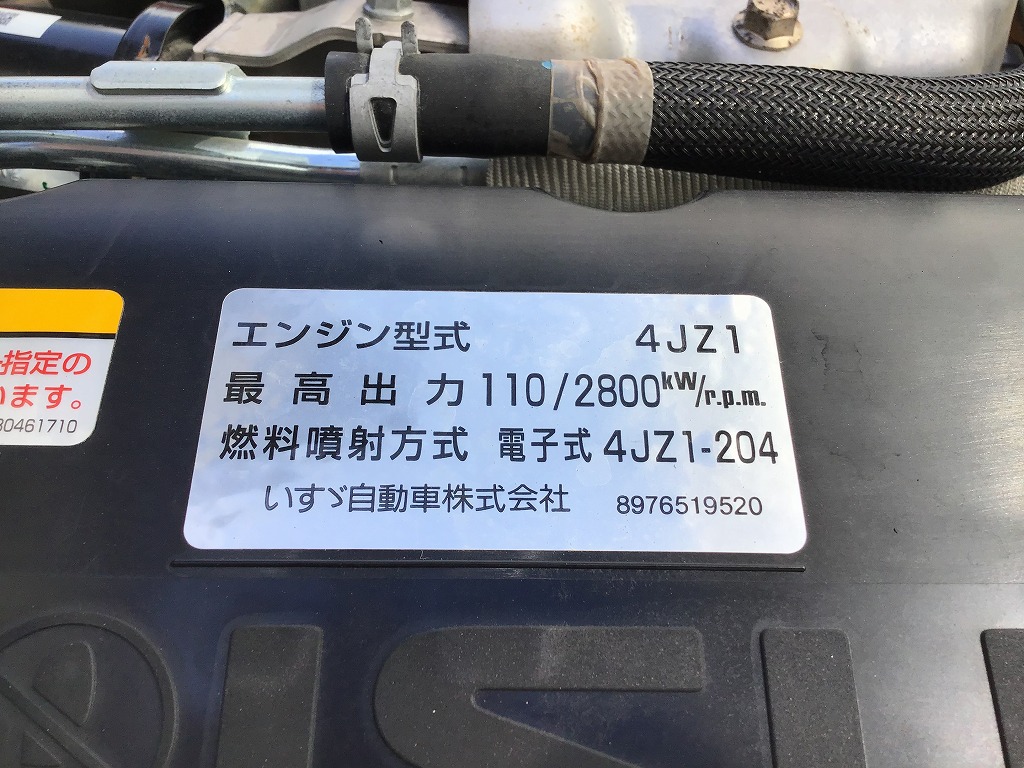 エンジン型式 4JZ1
最高出力 110/2800kW/r.p.m.
燃料噴射方式 電子式 4JZ1-204
いすゞ自動車株式会社 8976519520
指定の
います。
80461710
ISU